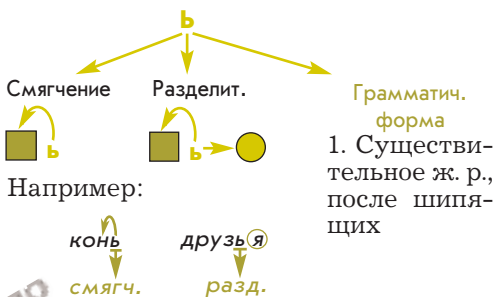 ь
Смягчение
Разделит.
Грамматич.
форма
ь
ь
1. Существи-
тельное ж. р.,
после шипя-
щих
Например:
конь
друзья
смягч.
разд.